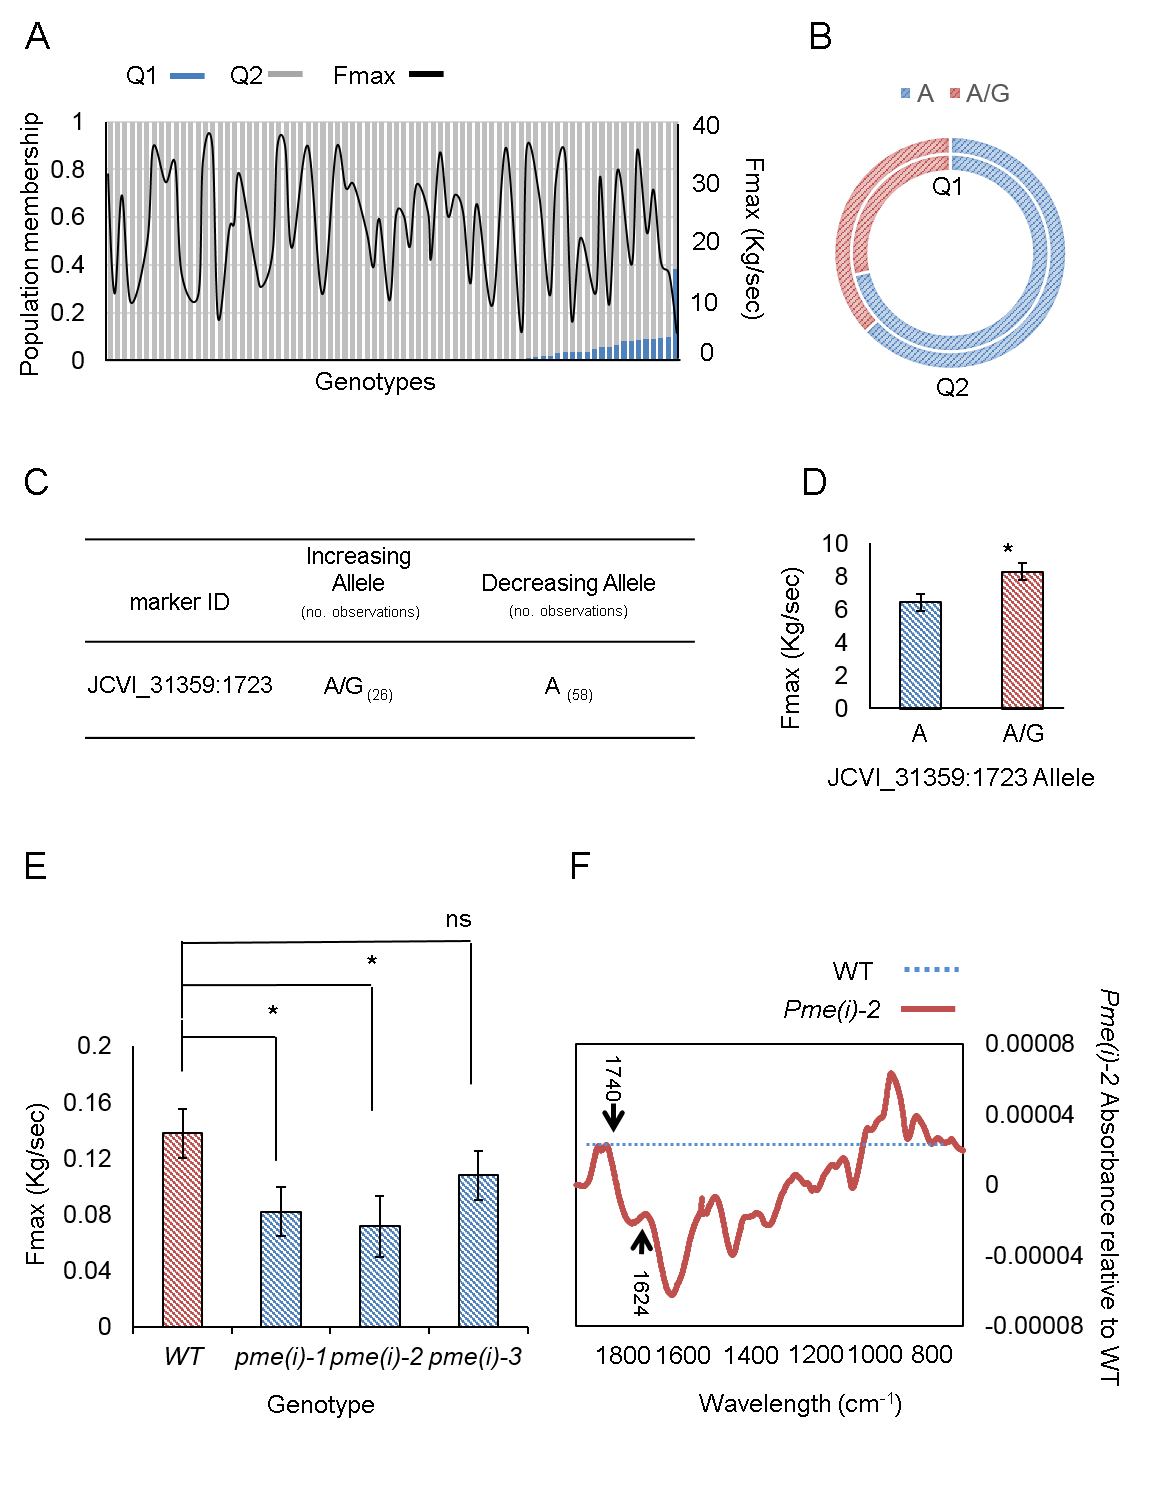 A
Q1 Q2 Fmax
Population membership
1
0.8
0.6
0.4
0.2
0
40
30
20
10
0
Fmax (Kg/sec)
Genotypes
B
A A/G
Q1
Q2
C
marker ID
Increasing
Allele
(no. observations)
Decreasing Allele
(no. observations)
JCVI_31359:1723 A/G (26) A (58)
D
Fmax (Kg/sec)
10
8
6
4
2
0
*
A A/G
JCVI_31359:1723 Allele
E
ns
*
*
Fmax (Kg/sec)
0.2
0.16
0.12
0.08
0.04
0
WT pme(i)-1 pme(i)-2 pme(i)-3
Genotype
F
WT
Pme(i)-2
1740
1624
0.00008
0.00004
0
-0.00004
-0.00008
Pme(i)-2 Absorbance relative to WT
1800 1600 1400 1200 1000 800
Wavelength (cm-1)